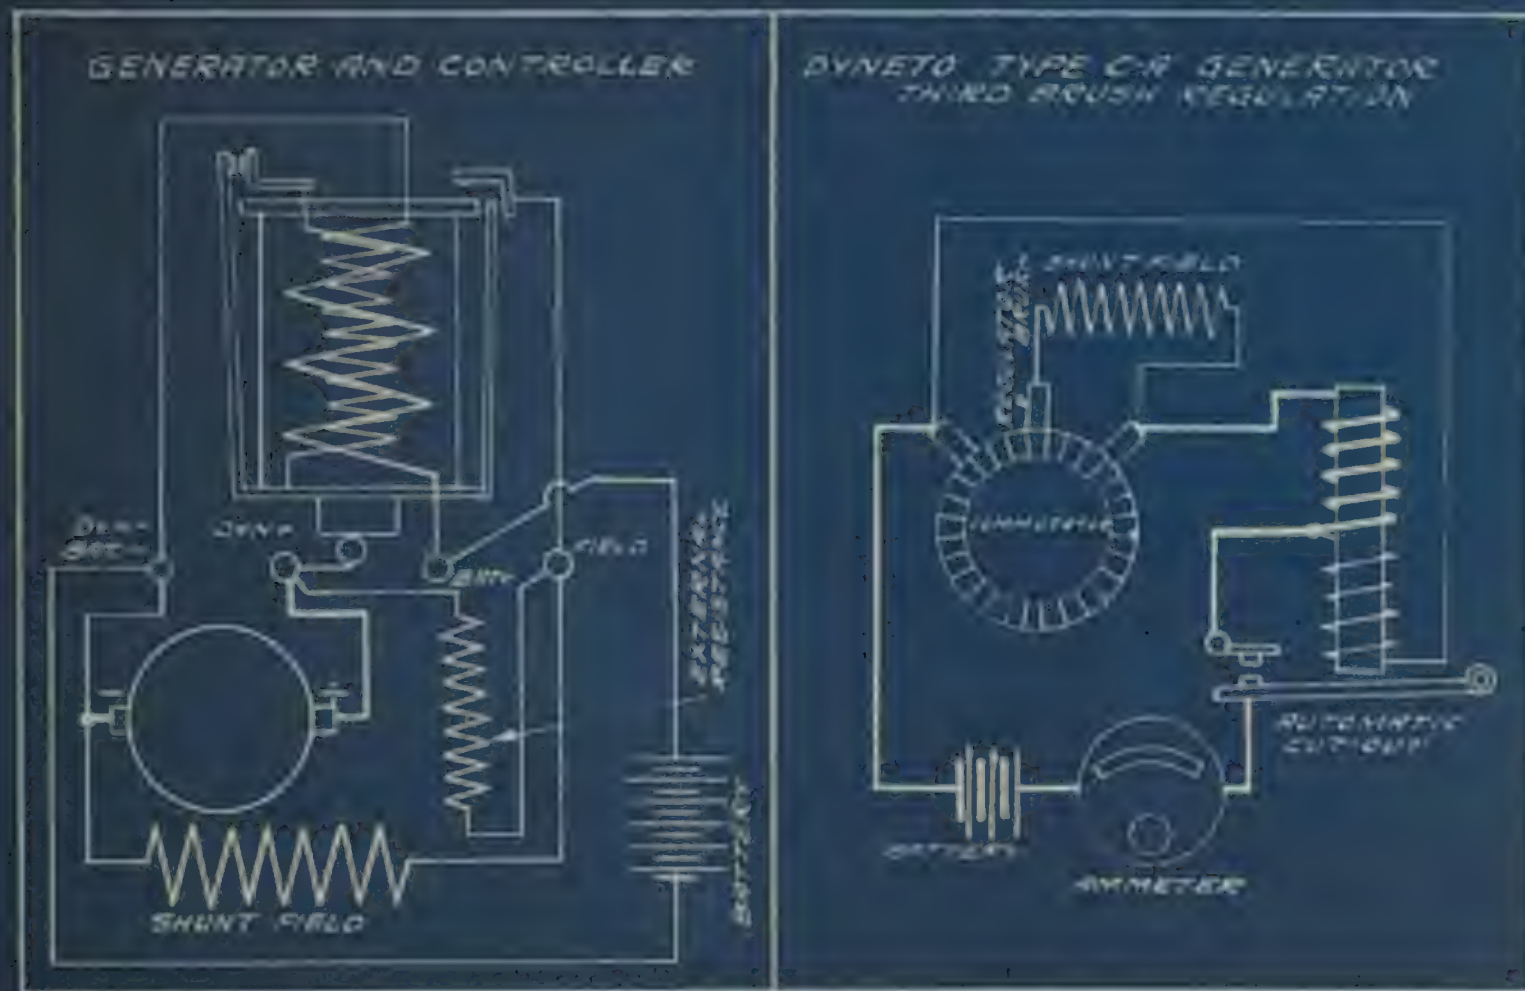 GENERATOR AND CONTROLLER
FIELD
EXTERNAL
RESISTANCE
BATTERY
SHUNT FIELD
DYNETO TYPE C-A GENERATOR
THIRD BRUSH REGULATION
SHUNT FIELD
COMMUTATOR
AUTOMATIC
CUT-OUT
BATTERY
AMMETER